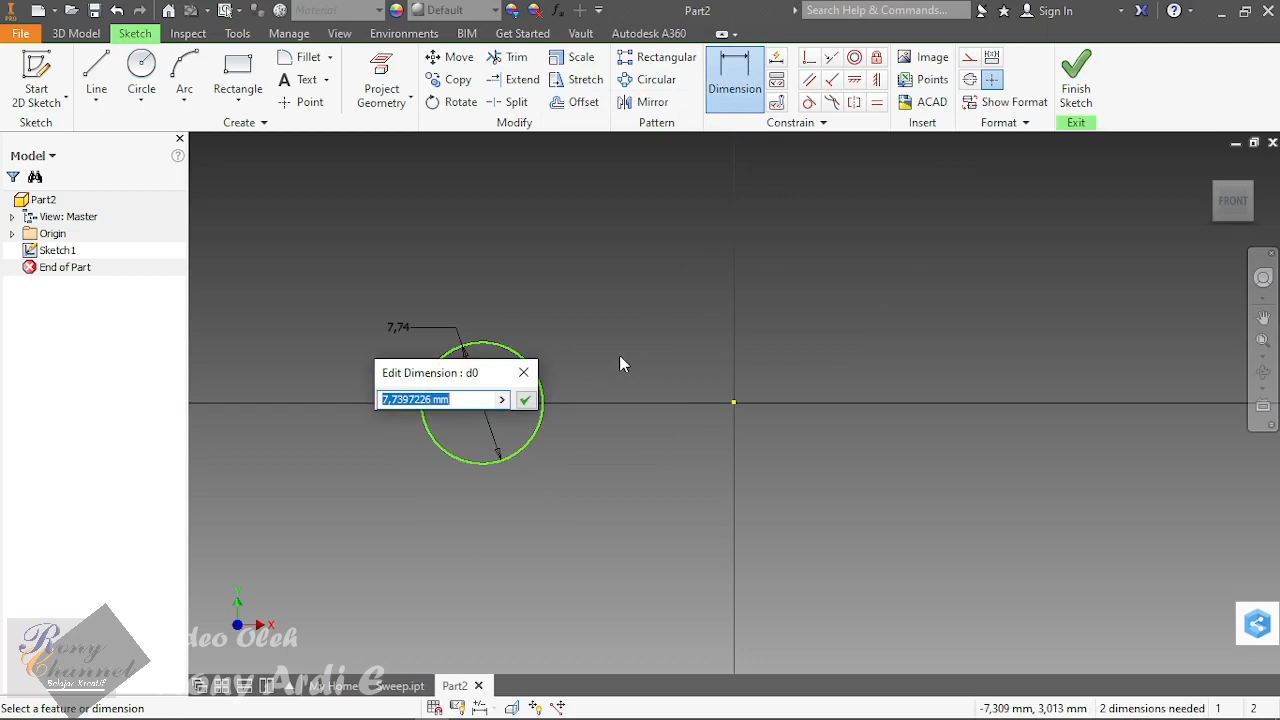 PRO
Material
Default
Part2
Search Help & Commands...
Sign In
File
3D Model
Sketch
Inspect
Tools
Manage
View
Environments
BIM
Get Started
Vault
Autodesk A360
Start
2D Sketch
Line
Circle
Arc
Rectangle
Fillet
Text
Point
Project
Geometry
Move
Copy
Rotate
Trim
Extend
Split
Scale
Stretch
Offset
Rectangular
Circular
Mirror
Dimension
Image
Points
ACAD
Show Format
Finish
Sketch
Sketch
Create
Modify
Pattern
Constrain
Insert
Format
Exit
Model
Part2
View: Master
Origin
Sketch1
End of Part
FRONT
7,74
Edit Dimension : d0
7,7397226 mm
Y
X
deo Oleh
Rony
Channel
Belajar Kreatif
ony Ardi E
My Home
Sweep.ipt
Part2
Select a feature or dimension
-7,309 mm, 3,013 mm
2 dimensions needed
1
2